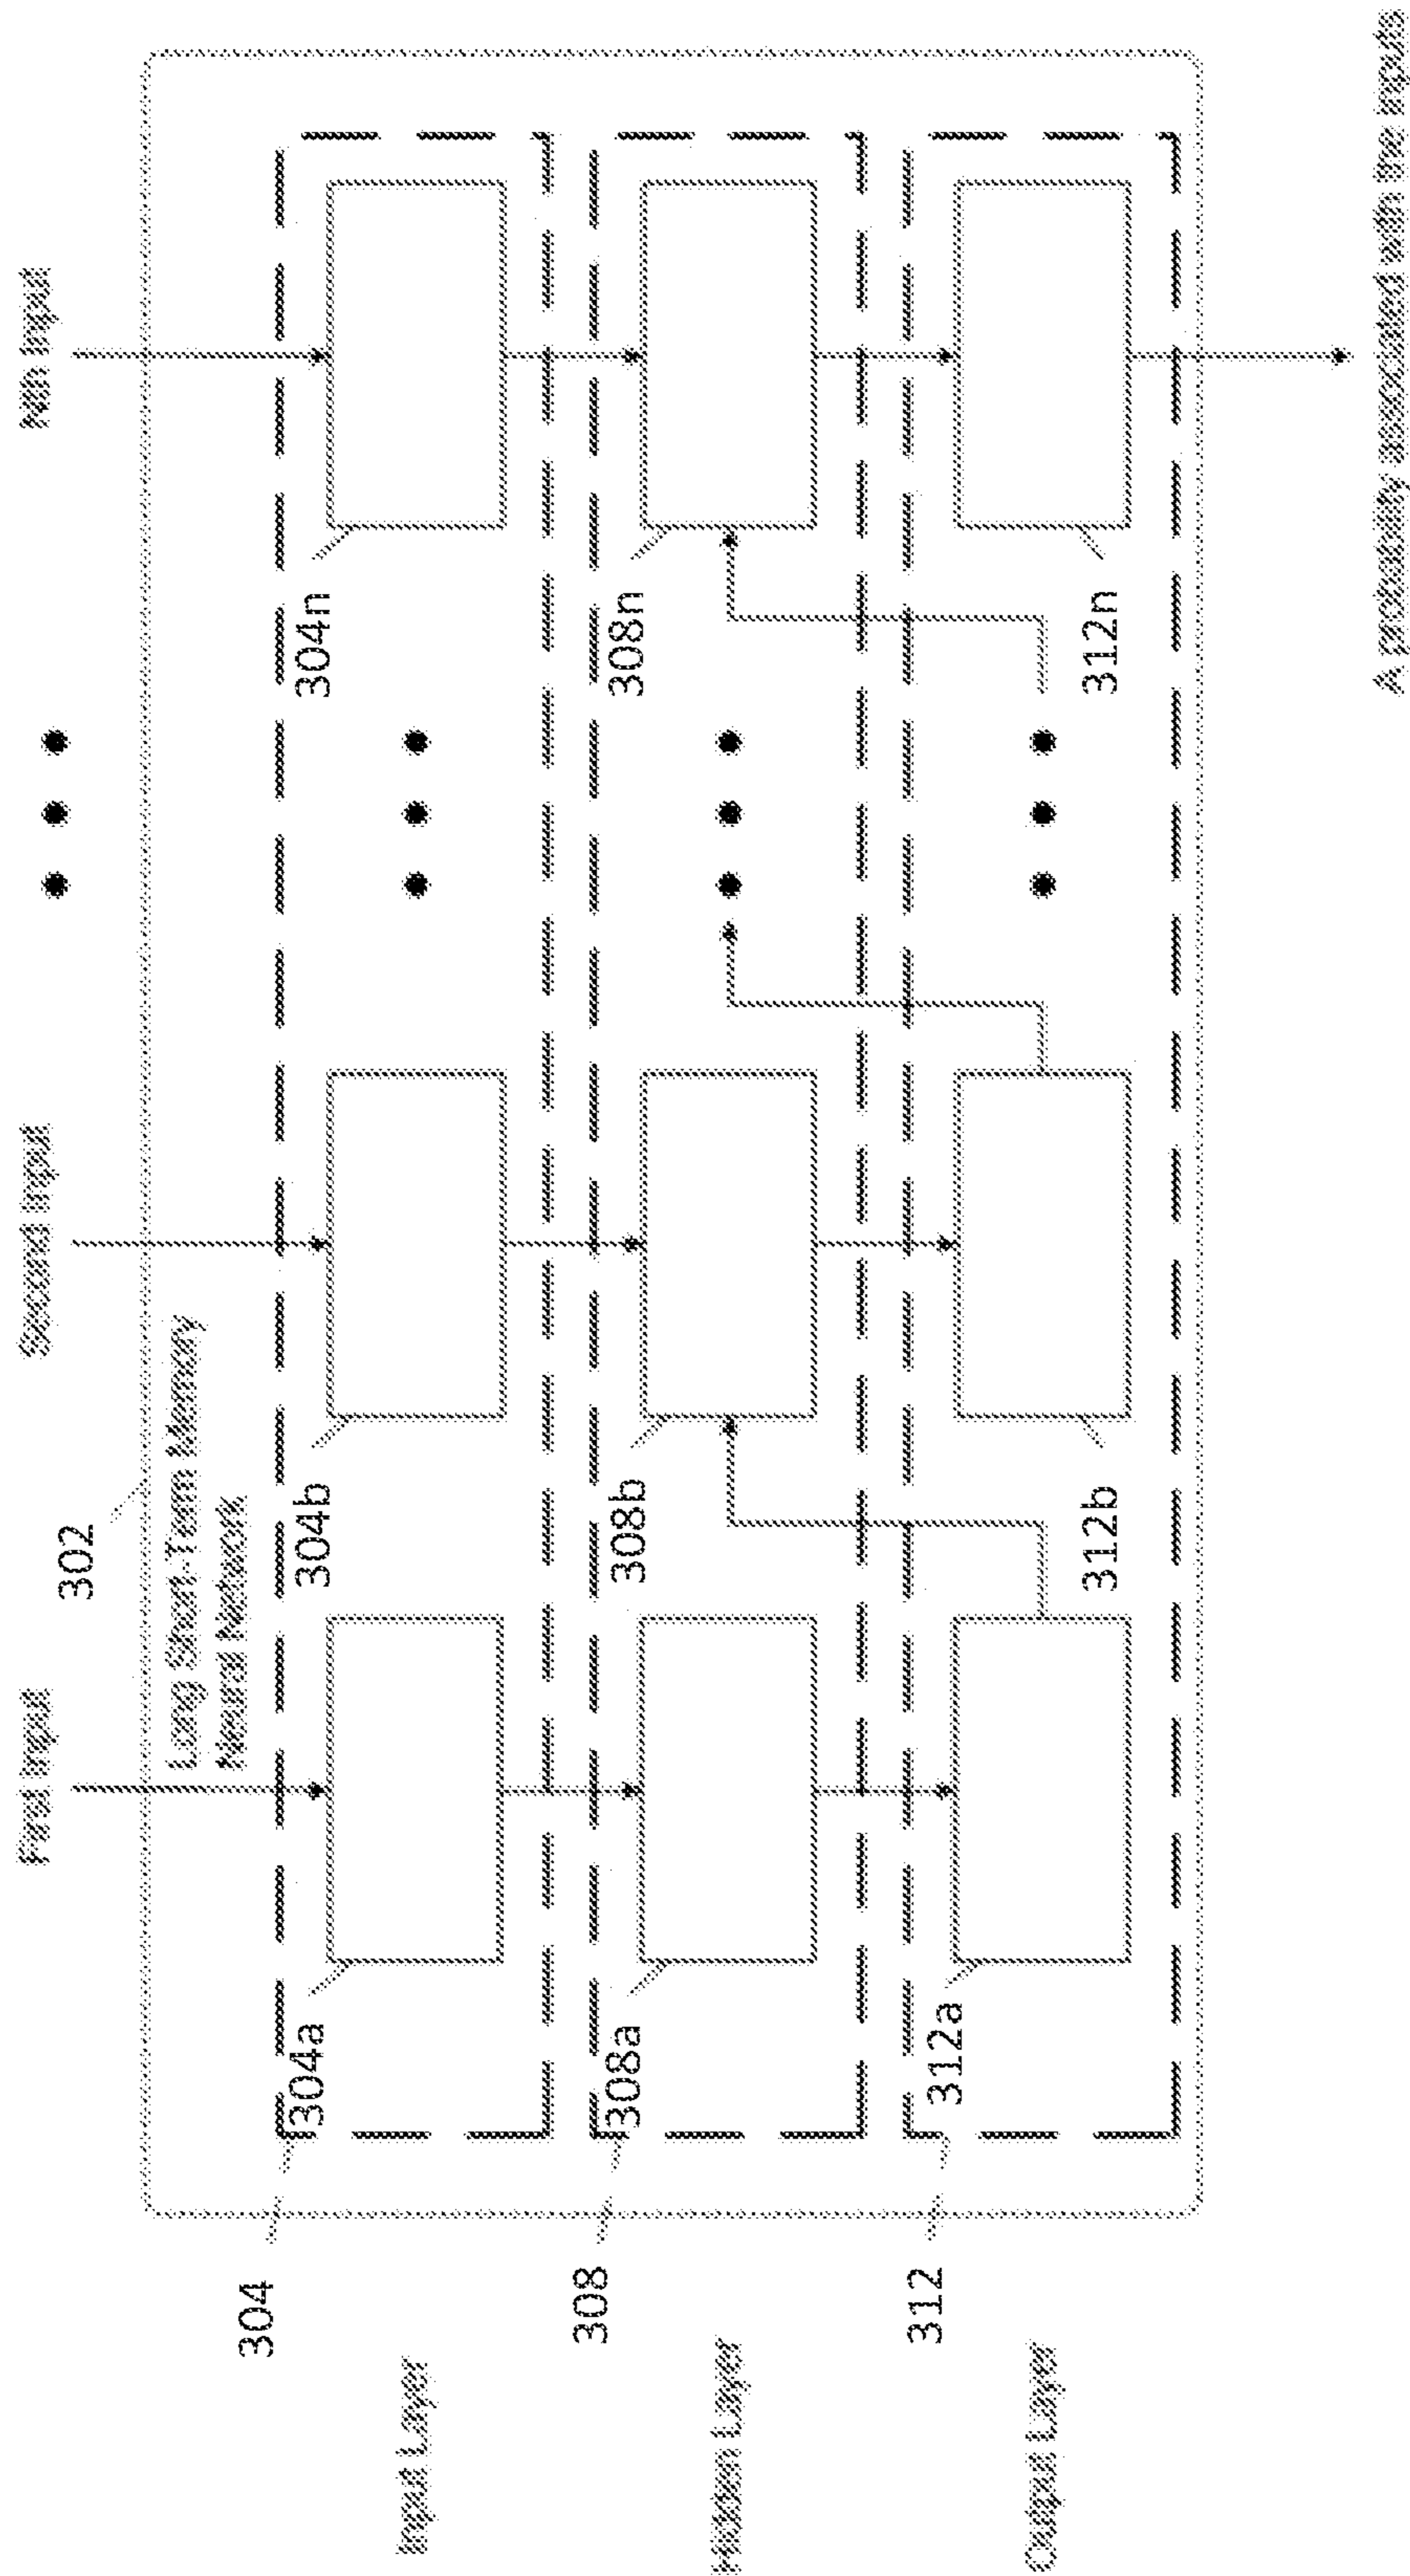 First Input
Second Input
Nth Input
302
Long Short-Term Memory
Neural Network
304
304a
304b
304n
Input Layer
308
308a
308b
308n
Hidden Layer
312
312a
312b
312n
Output Layer
A probability associated with the inputs